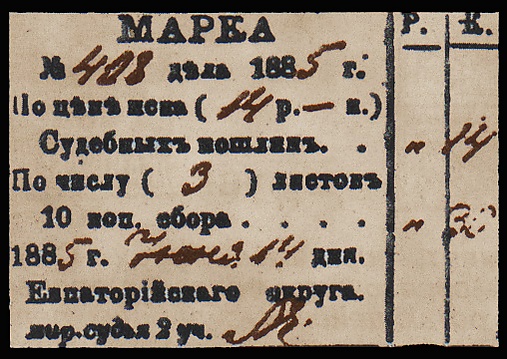 МАРКА Р. К.
№ 408 дѣла 1885 г.
По цѣнѣ иска ( 14 р. — к.)
Судебныхъ пошлинъ. . „ 14
По числу ( 3 ) листовъ
10 коп. сбора . . . . „ 30
1885 г. 14 дня.
Евпаторійскаго округа.
мир. судья 2 уч.